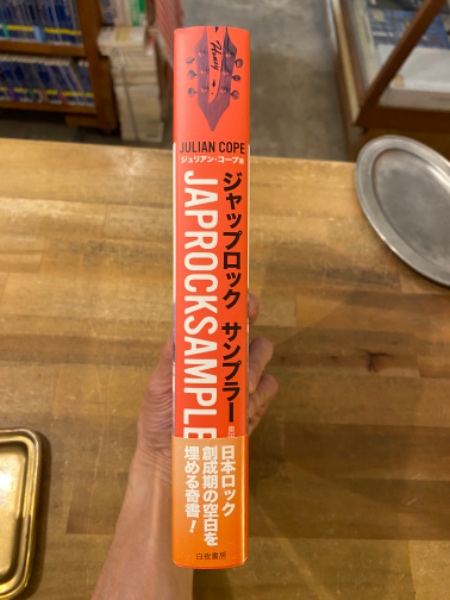 JULIAN COPE
ジュリアン・コープ著
JAPROCKSAMPLE
ジャップロック サンプラー
日本ロック
創成期の空白を
埋める奇書!
白夜書房